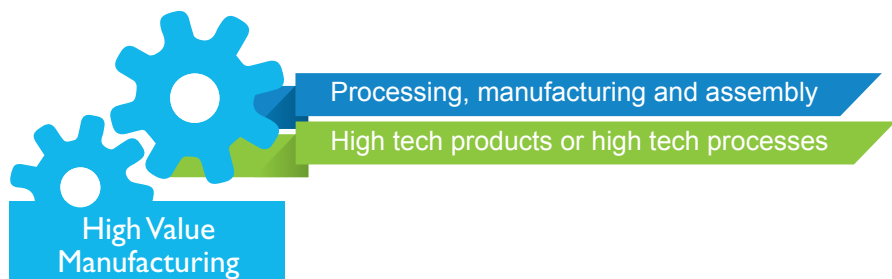 Processing, manufacturing and assembly
High tech products or high tech processes
High Value
Manufacturing